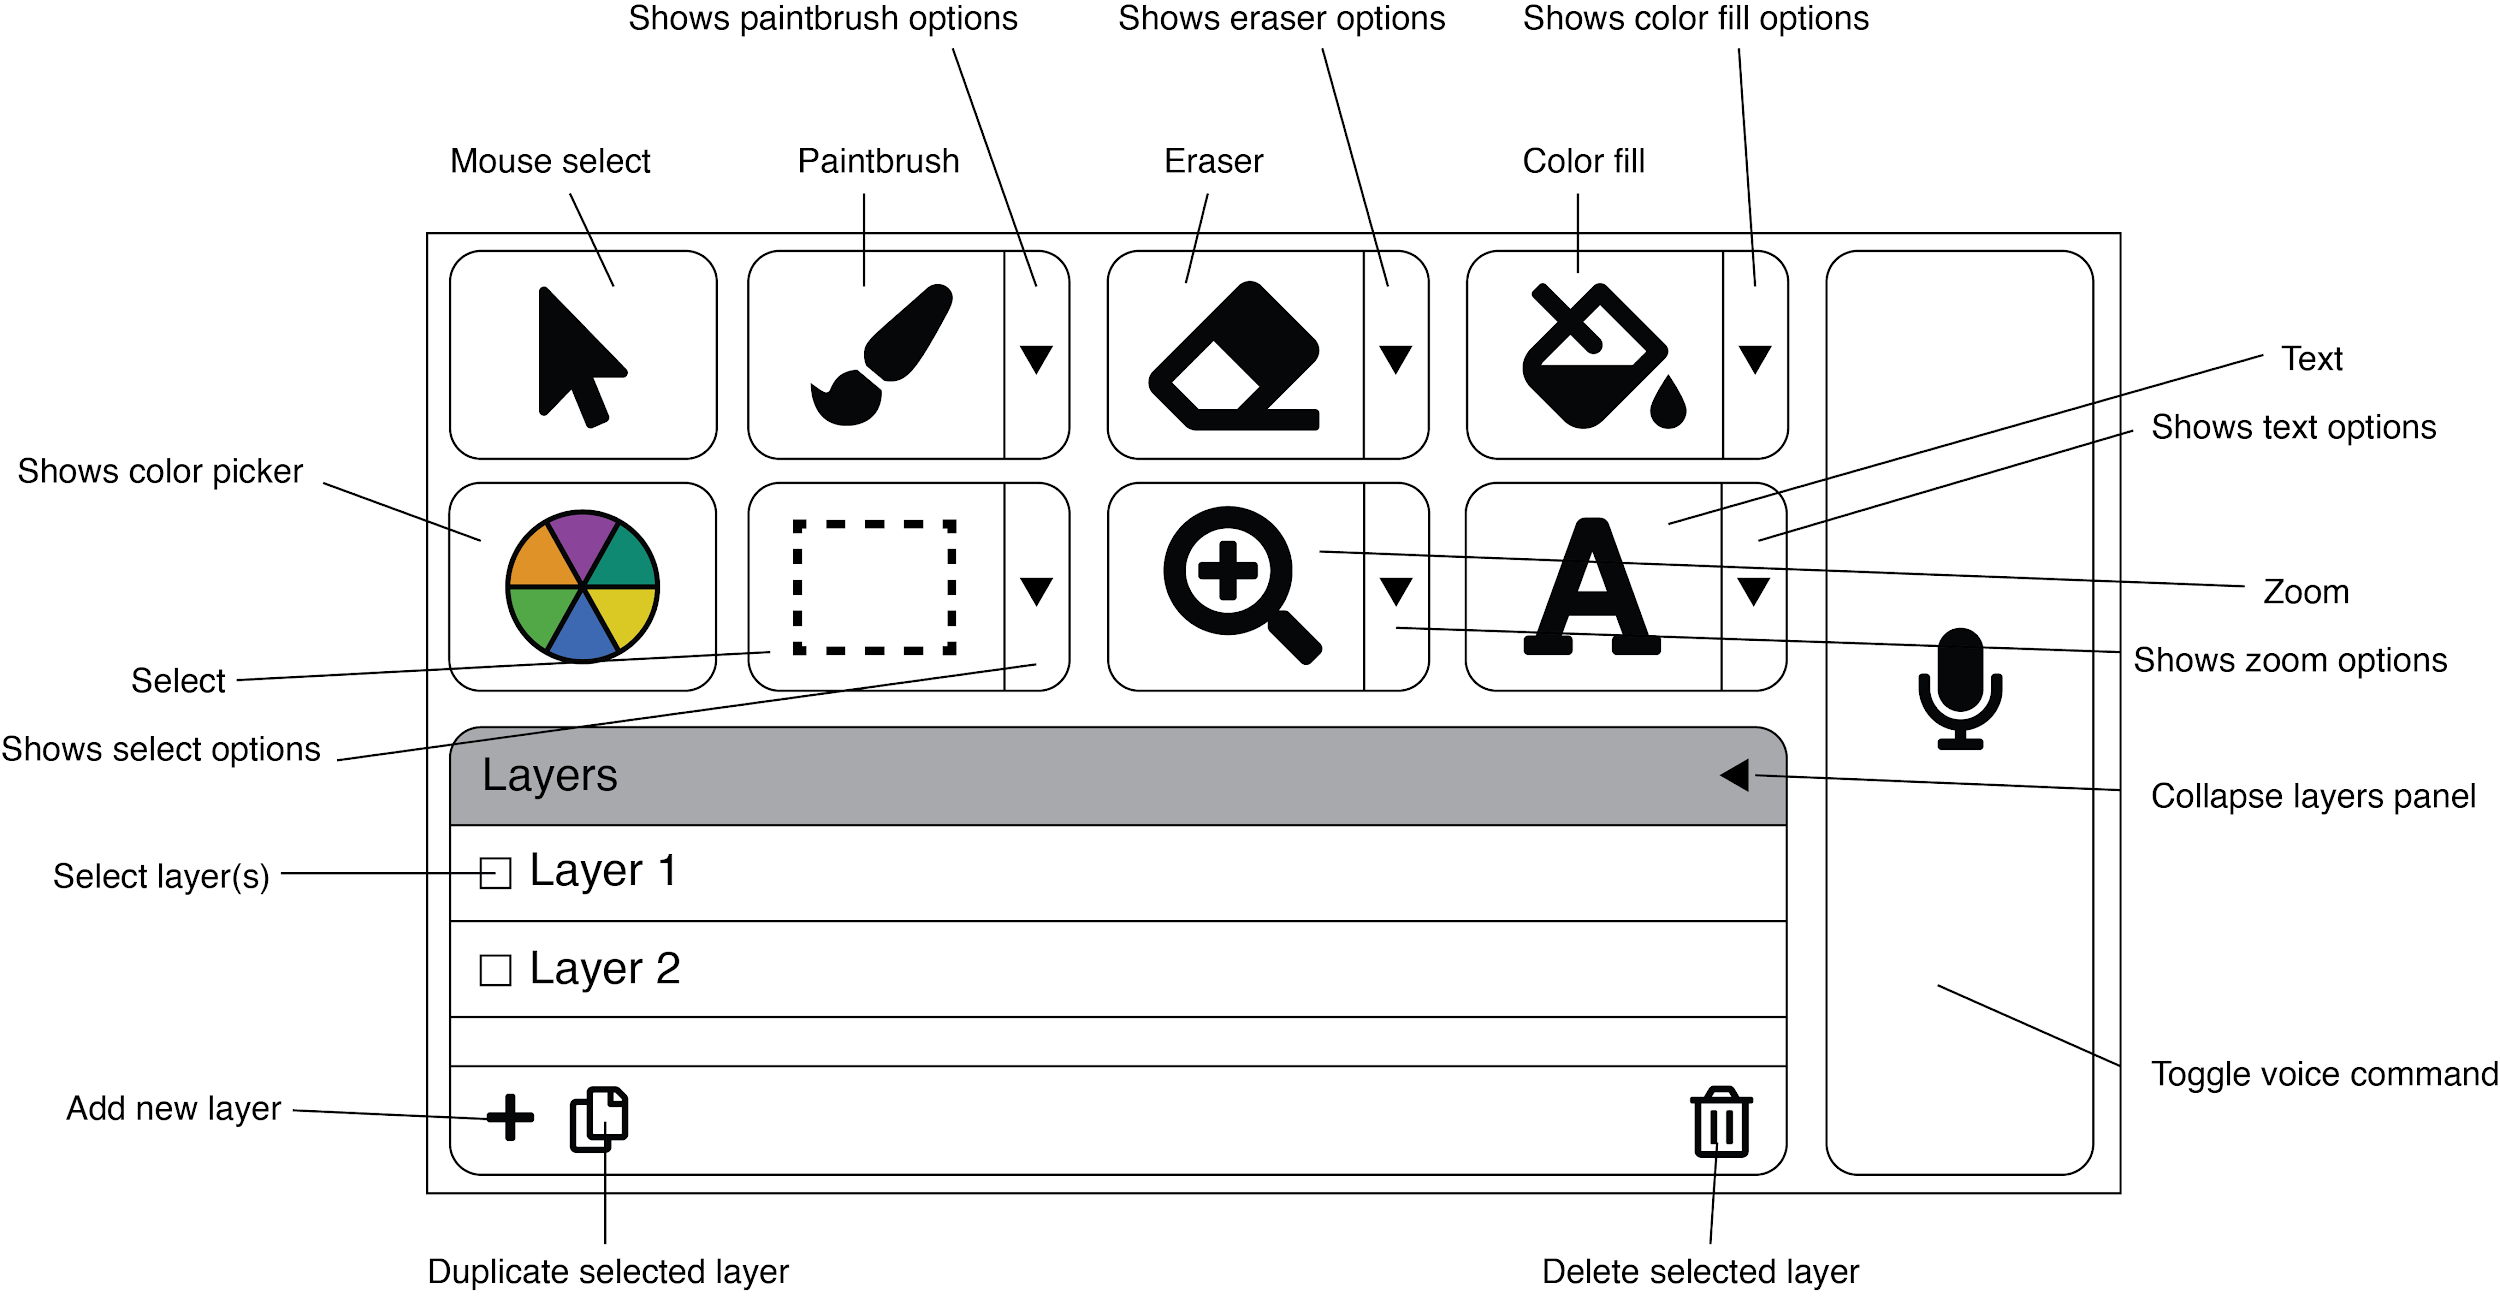 Shows paintbrush options
Shows eraser options
Shows color fill options
Mouse select
Paintbrush
Eraser
Color fill
Text
Shows text options
Shows color picker
Zoom
Select
Shows zoom options
Shows select options
Layers
Collapse layers panel
Select layer(s)
Layer 1
Layer 2
Toggle voice command
Add new layer
Duplicate selected layer
Delete selected layer